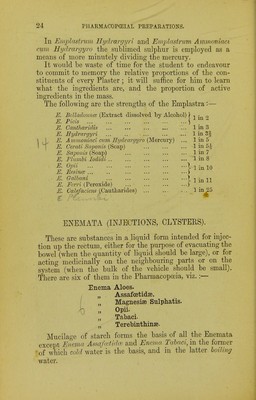 24 PHARMACOPŒIAL PREPARATIONS.
In Emplastrum Hydrargyri and Emplastrum Ammoniaci
cum Hydrargyro the sublimed sulphur is employed as a
means of more minutely dividing the mercury.
It would be waste of time for the student to endeavour
to commit to memory the relative proportions of the con-
stituents of every Plaster; it will suffice for him to learn
what the ingredients are, and the proportion of active
ingredients in the mass.
The following are the strengths of the Emplastra:—
E. Belladonnæ (Extract dissolved by Alcohol) } 1 in 2
E. Picis ... ... ... ... ... ...
E. Cantharidis ... ... ... ... ... 1 in 3
E. Hydrargyri ... ... ... ... ... 1 in 3
14 E. Ammoniaci cum Hydrargyro (Mercury) ... 1 in 5
E. Cerati Saponis (Soap) ... ... ... 1 in
E. Saponis (Soap) ... ... ... ... 1 in 7
E. Plumbi Iodidi ... ... ... ... 1 in 8
E. Opii ... ... ... ... ... ... } 1 in 10
E. Resinæ ... ... ... ... ... ...
E. Galbani ... ... ... ... ... } 1 in 11
E. Ferri (Peroxide) ... ... ... ...
E. Calefaciens (Cantharides) ... ... 1 in 25
E
ENEMATA (INJECTIONS, CLYSTERS).
These are substances in a liquid form intended for injec-
tion up the rectum, either for the purpose of evacuating the
bowel (when the quantity of liquid should be large), or for
acting medicinally on the neighbouring parts or on the
system (when the bulk of the vehicle should be small).
There are six of them in the Pharmacopœia, viz. :—
Enema Aloes.
„ Assafœtidæ.
„ Magnesiæ Sulphatis.
6 „ Opii.
„ Tabaci.
„ Terebinthinæ.
Mucilage of starch forms the basis of all the Enemata
except Enema Assafœtidæ and Enema Tabaci, in the former
of which cold water is the basis, and in the latter boiling
water.